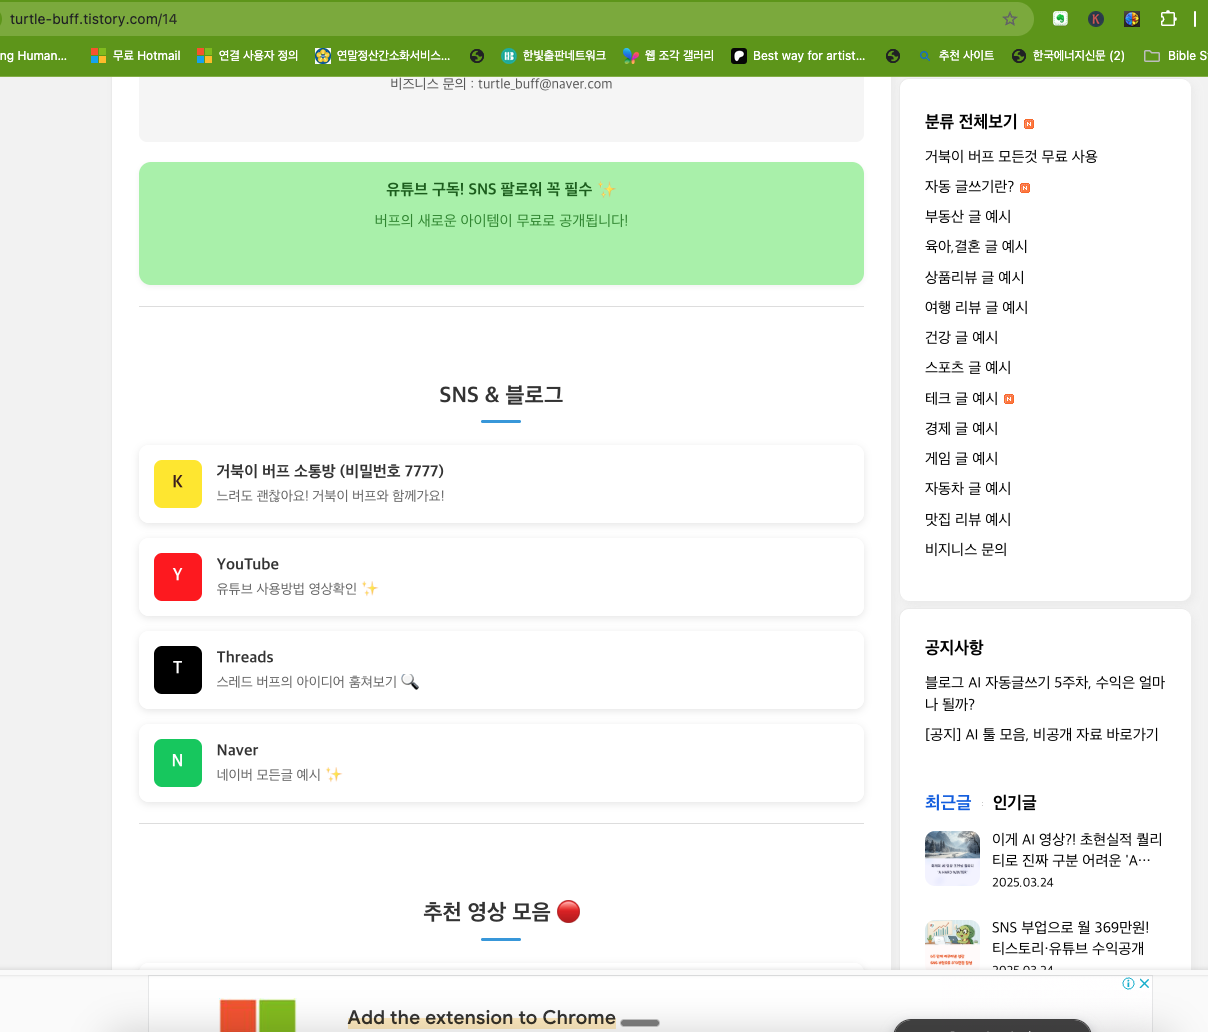 turtle-buff.tistory.com/14
ng Human...
무료 Hotmail
연결 사용자 정의
연말정산간소화서비스...
한빛출판네트워크
웹 조각 갤러리
Best way for artist...
추천 사이트
한국에너지신문 (2)
Bible S
비즈니스 문의 : turtle_buff@naver.com
유튜브 구독! SNS 팔로워 꼭 필수 ✨
버프의 새로운 아이템이 무료로 공개됩니다!
SNS & 블로그
K
거북이 버프 소통방 (비밀번호 7777)
느려도 괜찮아요! 거북이 버프와 함께가요!
Y
YouTube
유튜브 사용방법 영상확인 ✨
T
Threads
스레드 버프의 아이디어 훔쳐보기 🔍
N
Naver
네이버 모든글 예시 ✨
추천 영상 모음 🔴
Add the extension to Chrome
분류 전체보기 N
거북이 버프 모든것 무료 사용
자동 글쓰기란? N
부동산 글 예시
육아,결혼 글 예시
상품리뷰 글 예시
여행 리뷰 글 예시
건강 글 예시
스포츠 글 예시
테크 글 예시 N
경제 글 예시
게임 글 예시
자동차 글 예시
맛집 리뷰 예시
비지니스 문의
공지사항
블로그 AI 자동글쓰기 5주차, 수익은 얼마
나 될까?
[공지] AI 툴 모음, 비공개 자료 바로가기
최근글 : 인기글
이게 AI 영상?! 초현실적 퀄리
티로 진짜 구분 어려운 'A…
2025.03.24
SNS 부업으로 월 369만원!
티스토리·유튜브 수익공개
2025.03.24